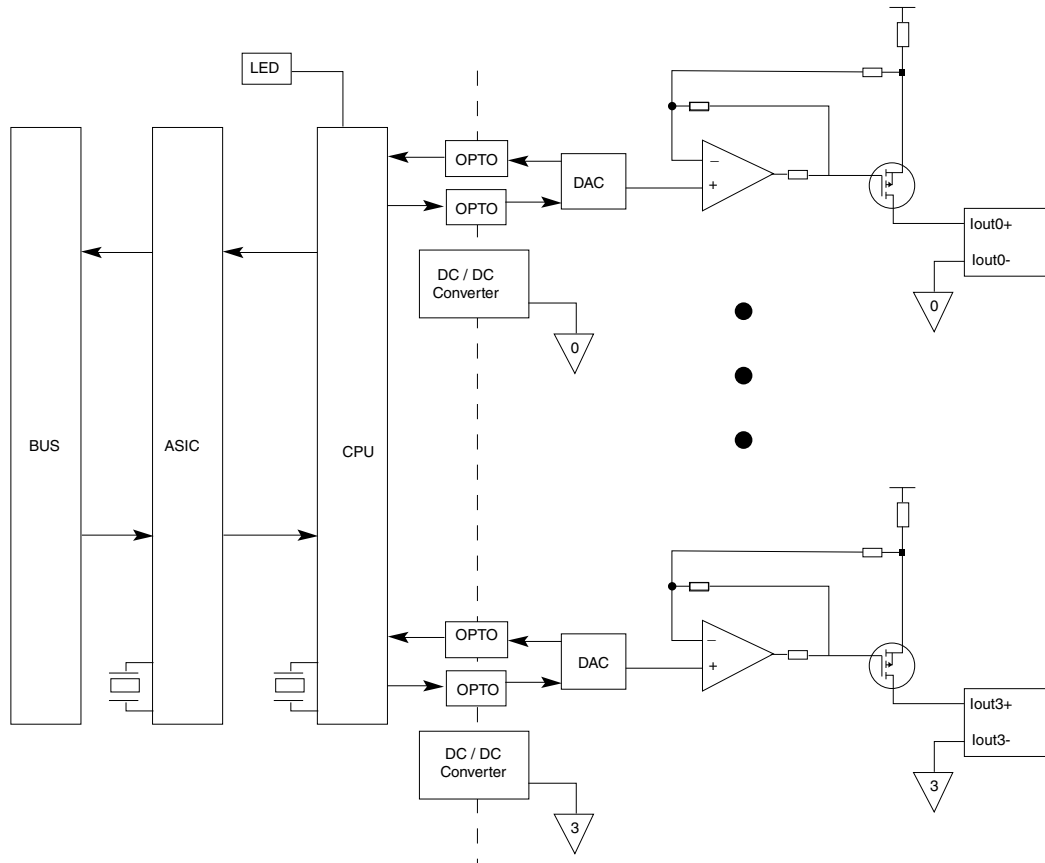 LED
OPTO
OPTO
DAC
−
+
Iout0+
Iout0-
DC / DC
Converter
0
0
BUS
ASIC
CPU
OPTO
OPTO
DAC
−
+
Iout3+
Iout3-
DC / DC
Converter
3
3